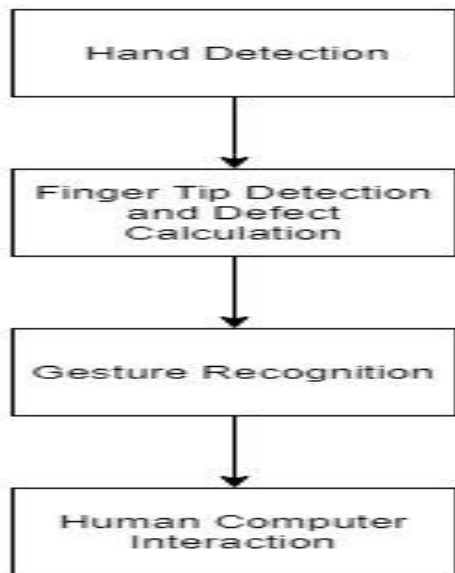 Hand Detection
Finger Tip Detection
and Defect
Calculation
Gesture Recognition
Human Computer
Interaction